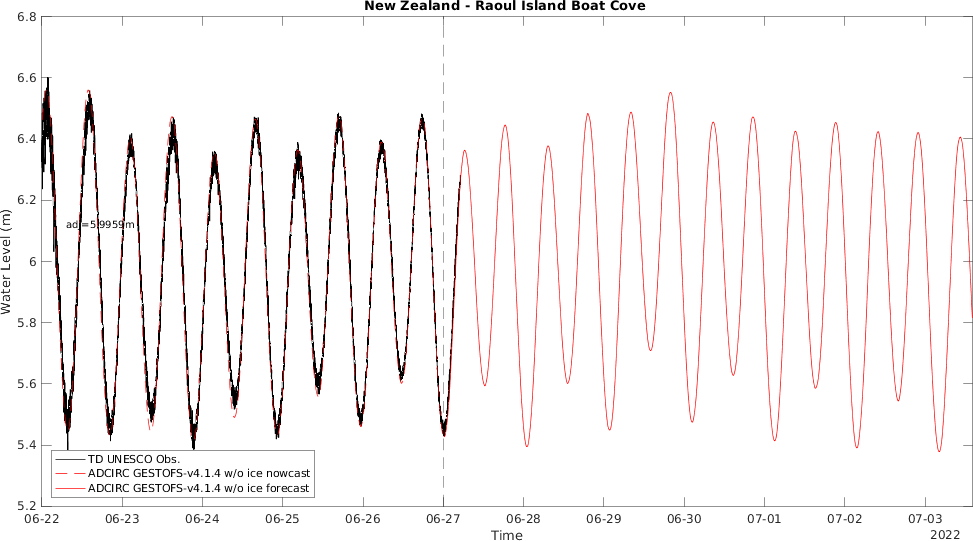 New Zealand - Raoul Island Boat Cove
6.8
6.6
6.4
6.2
6
5.8
5.6
5.4
5.2
Water Level (m)
adj=5.9959m
TD UNESCO Obs.
ADCIRC GESTOFS-v4.1.4 w/o ice nowcast
ADCIRC GESTOFS-v4.1.4 w/o ice forecast
06-22 06-23 06-24 06-25 06-26 06-27 06-28 06-29 06-30 07-01 07-02 07-03
Time
2022